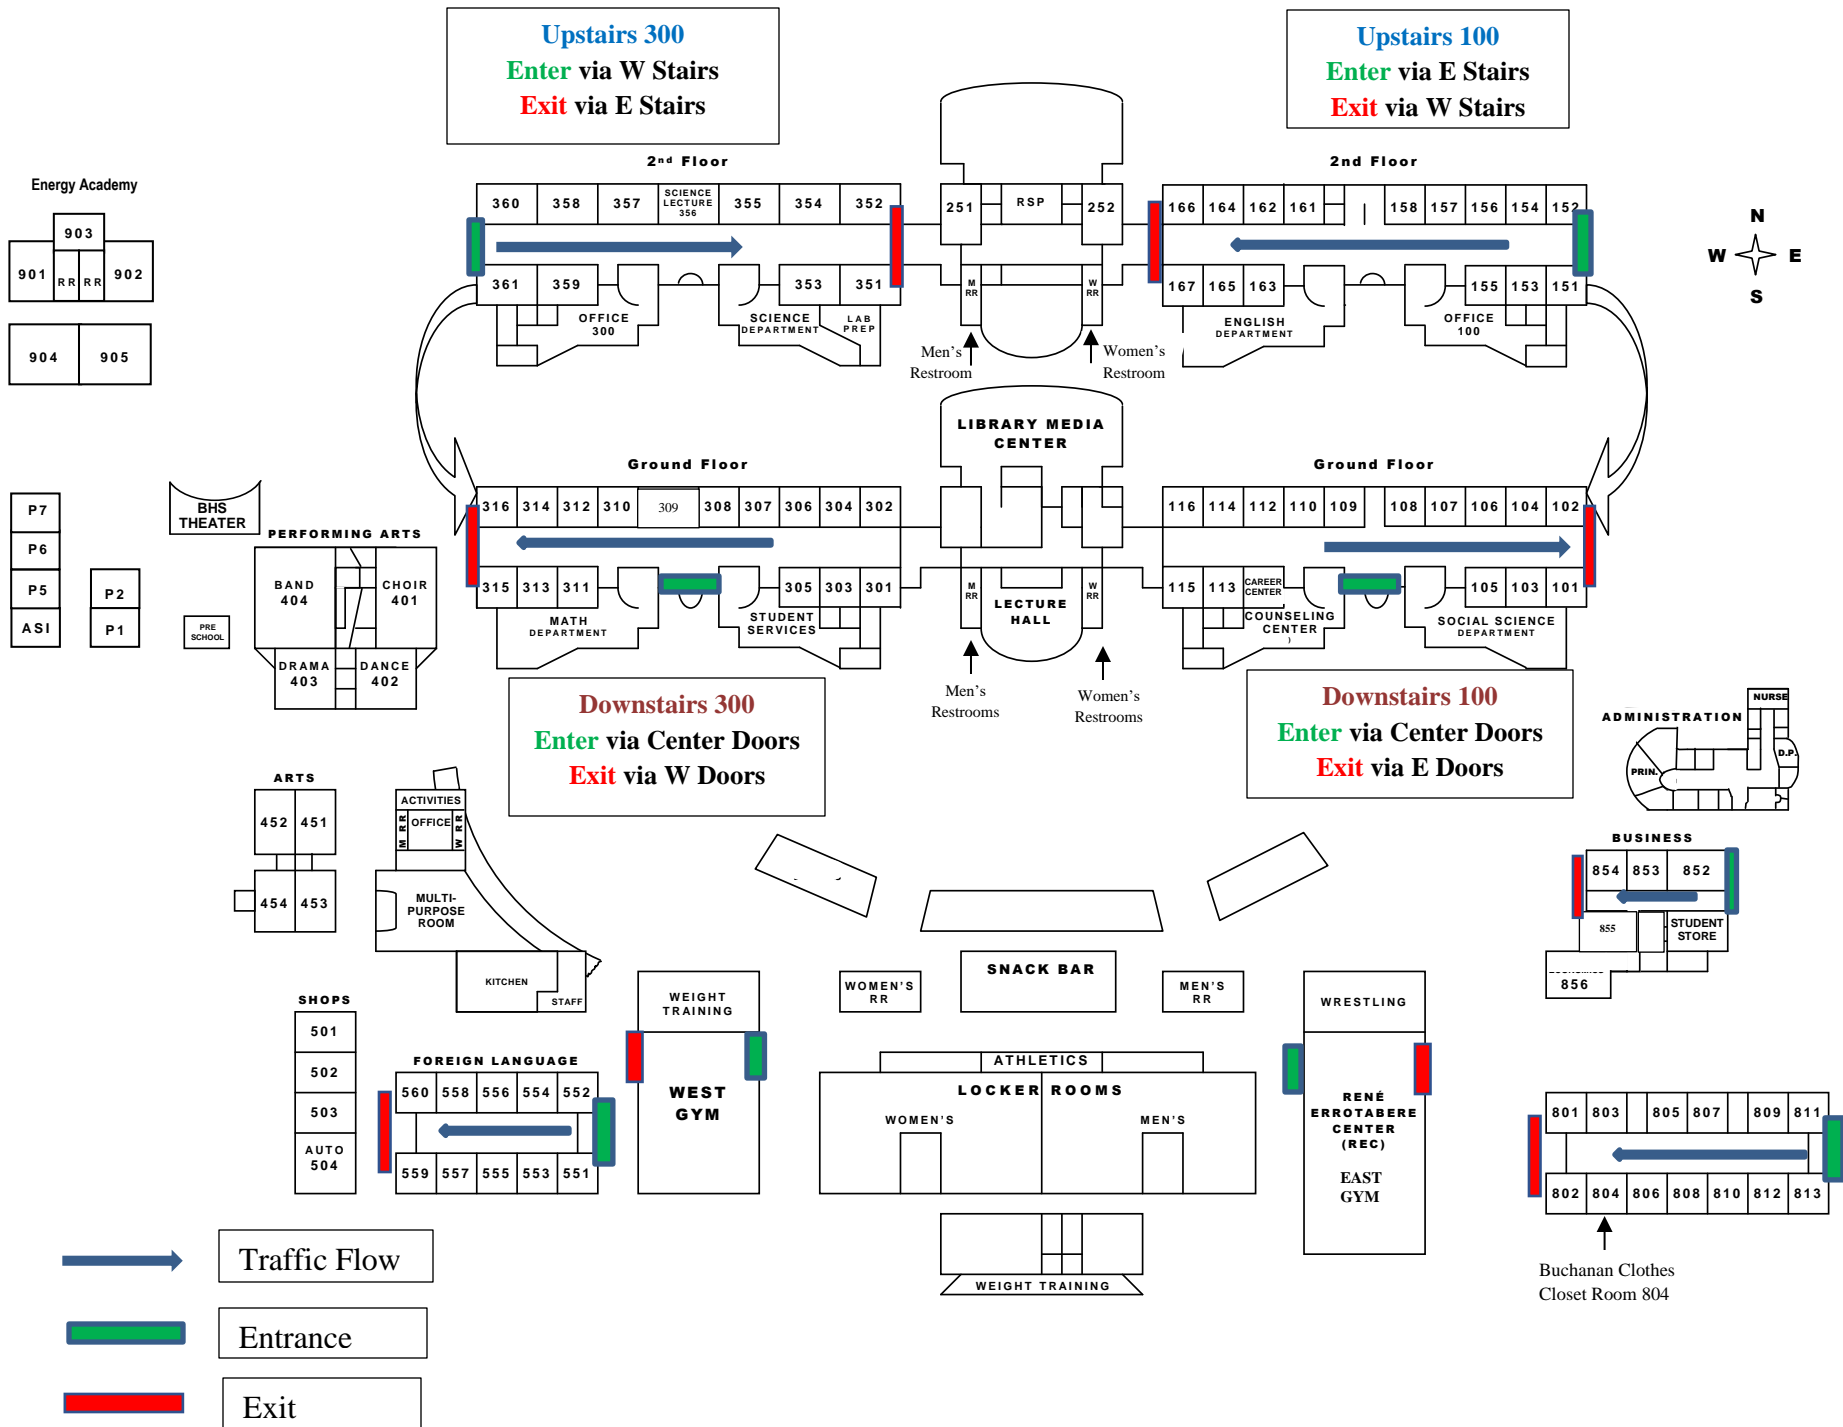 Upstairs 300
Enter via W Stairs
Exit via E Stairs
Upstairs 100
Enter via E Stairs
Exit via W Stairs
2nd Floor
2nd Floor
Energy Academy
903
901
RR
RR
902
904
905
360
358
357
SCIENCE
LECTURE
356
355
354
352
361
359
353
351
OFFICE
300
SCIENCE
DEPARTMENT
LAB
PREP
251
RSP
252
M
RR
W
RR
Men's
Restroom
Women's
Restroom
166
164
162
161
158
157
156
154
152
167
165
163
155
153
151
ENGLISH
DEPARTMENT
OFFICE
100
N
W
E
S
LIBRARY MEDIA
CENTER
Ground Floor
Ground Floor
316
314
312
310
309
308
307
306
304
302
315
313
311
305
303
301
MATH
DEPARTMENT
STUDENT
SERVICES
M
RR
LECTURE
HALL
W
RR
Men's
Restrooms
Women's
Restrooms
116
114
112
110
109
108
107
106
104
102
115
113
CAREER
CENTER
105
103
101
COUNSELING
CENTER
)
SOCIAL SCIENCE
DEPARTMENT
P7
P6
P5
ASI
P2
P1
BHS
THEATER
PERFORMING ARTS
BAND
404
CHOIR
401
PRE
SCHOOL
DRAMA
403
DANCE
402
Downstairs 300
Enter via Center Doors
Exit via W Doors
Downstairs 100
Enter via Center Doors
Exit via E Doors
ADMINISTRATION
NURSE
D.P.
PRIN.
ARTS
452
451
454
453
ACTIVITIES
M RR
OFFICE
W RR
MULTI-
PURPOSE
ROOM
KITCHEN
STAFF
BUSINESS
854
853
852
855
STUDENT
STORE
856
SHOPS
501
502
503
AUTO
504
FOREIGN LANGUAGE
560
558
556
554
552
559
557
555
553
551
WEIGHT
TRAINING
WEST
GYM
WOMEN'S
RR
SNACK BAR
MEN'S
RR
ATHLETICS
LOCKER ROOMS
WOMEN'S
MEN'S
WEIGHT TRAINING
WRESTLING
RENÉ
ERROTABERE
CENTER
(REC)
EAST
GYM
801
803
805
807
809
811
802
804
806
808
810
812
813
Buchanan Clothes
Closet Room 804
Traffic Flow
Entrance
Exit